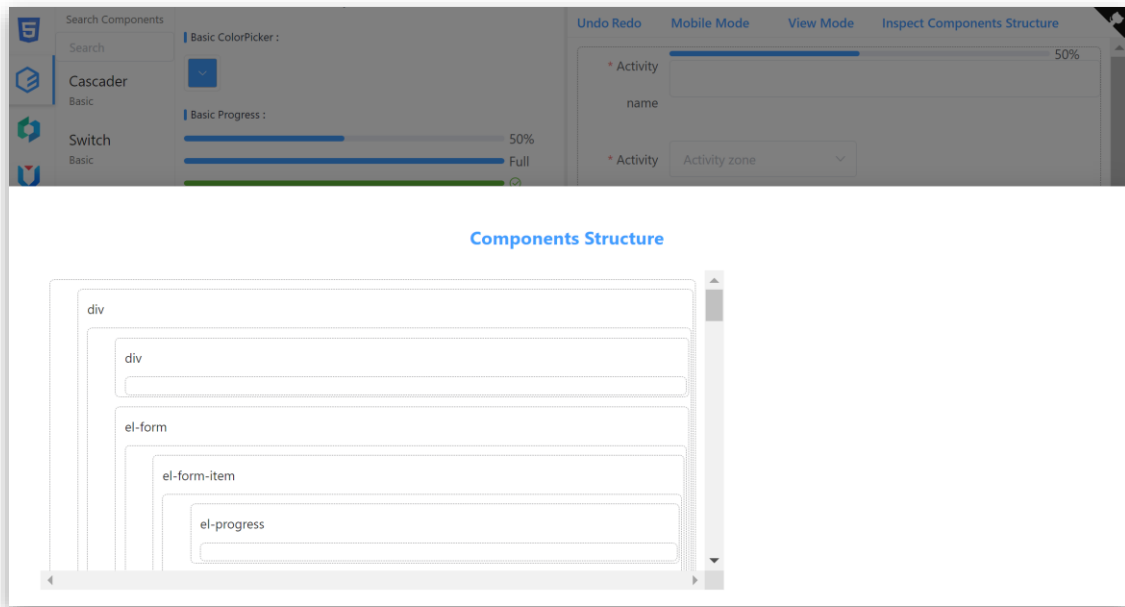 Search Components
Search
Cascader
Basic
Switch
Basic
Basic ColorPicker :
Basic Progress :
50%
Full
Undo Redo
Mobile Mode
View Mode
Inspect Components Structure
50%
* Activity
name
* Activity
Activity zone
Components Structure
div
div
el-form
el-form-item
el-progress